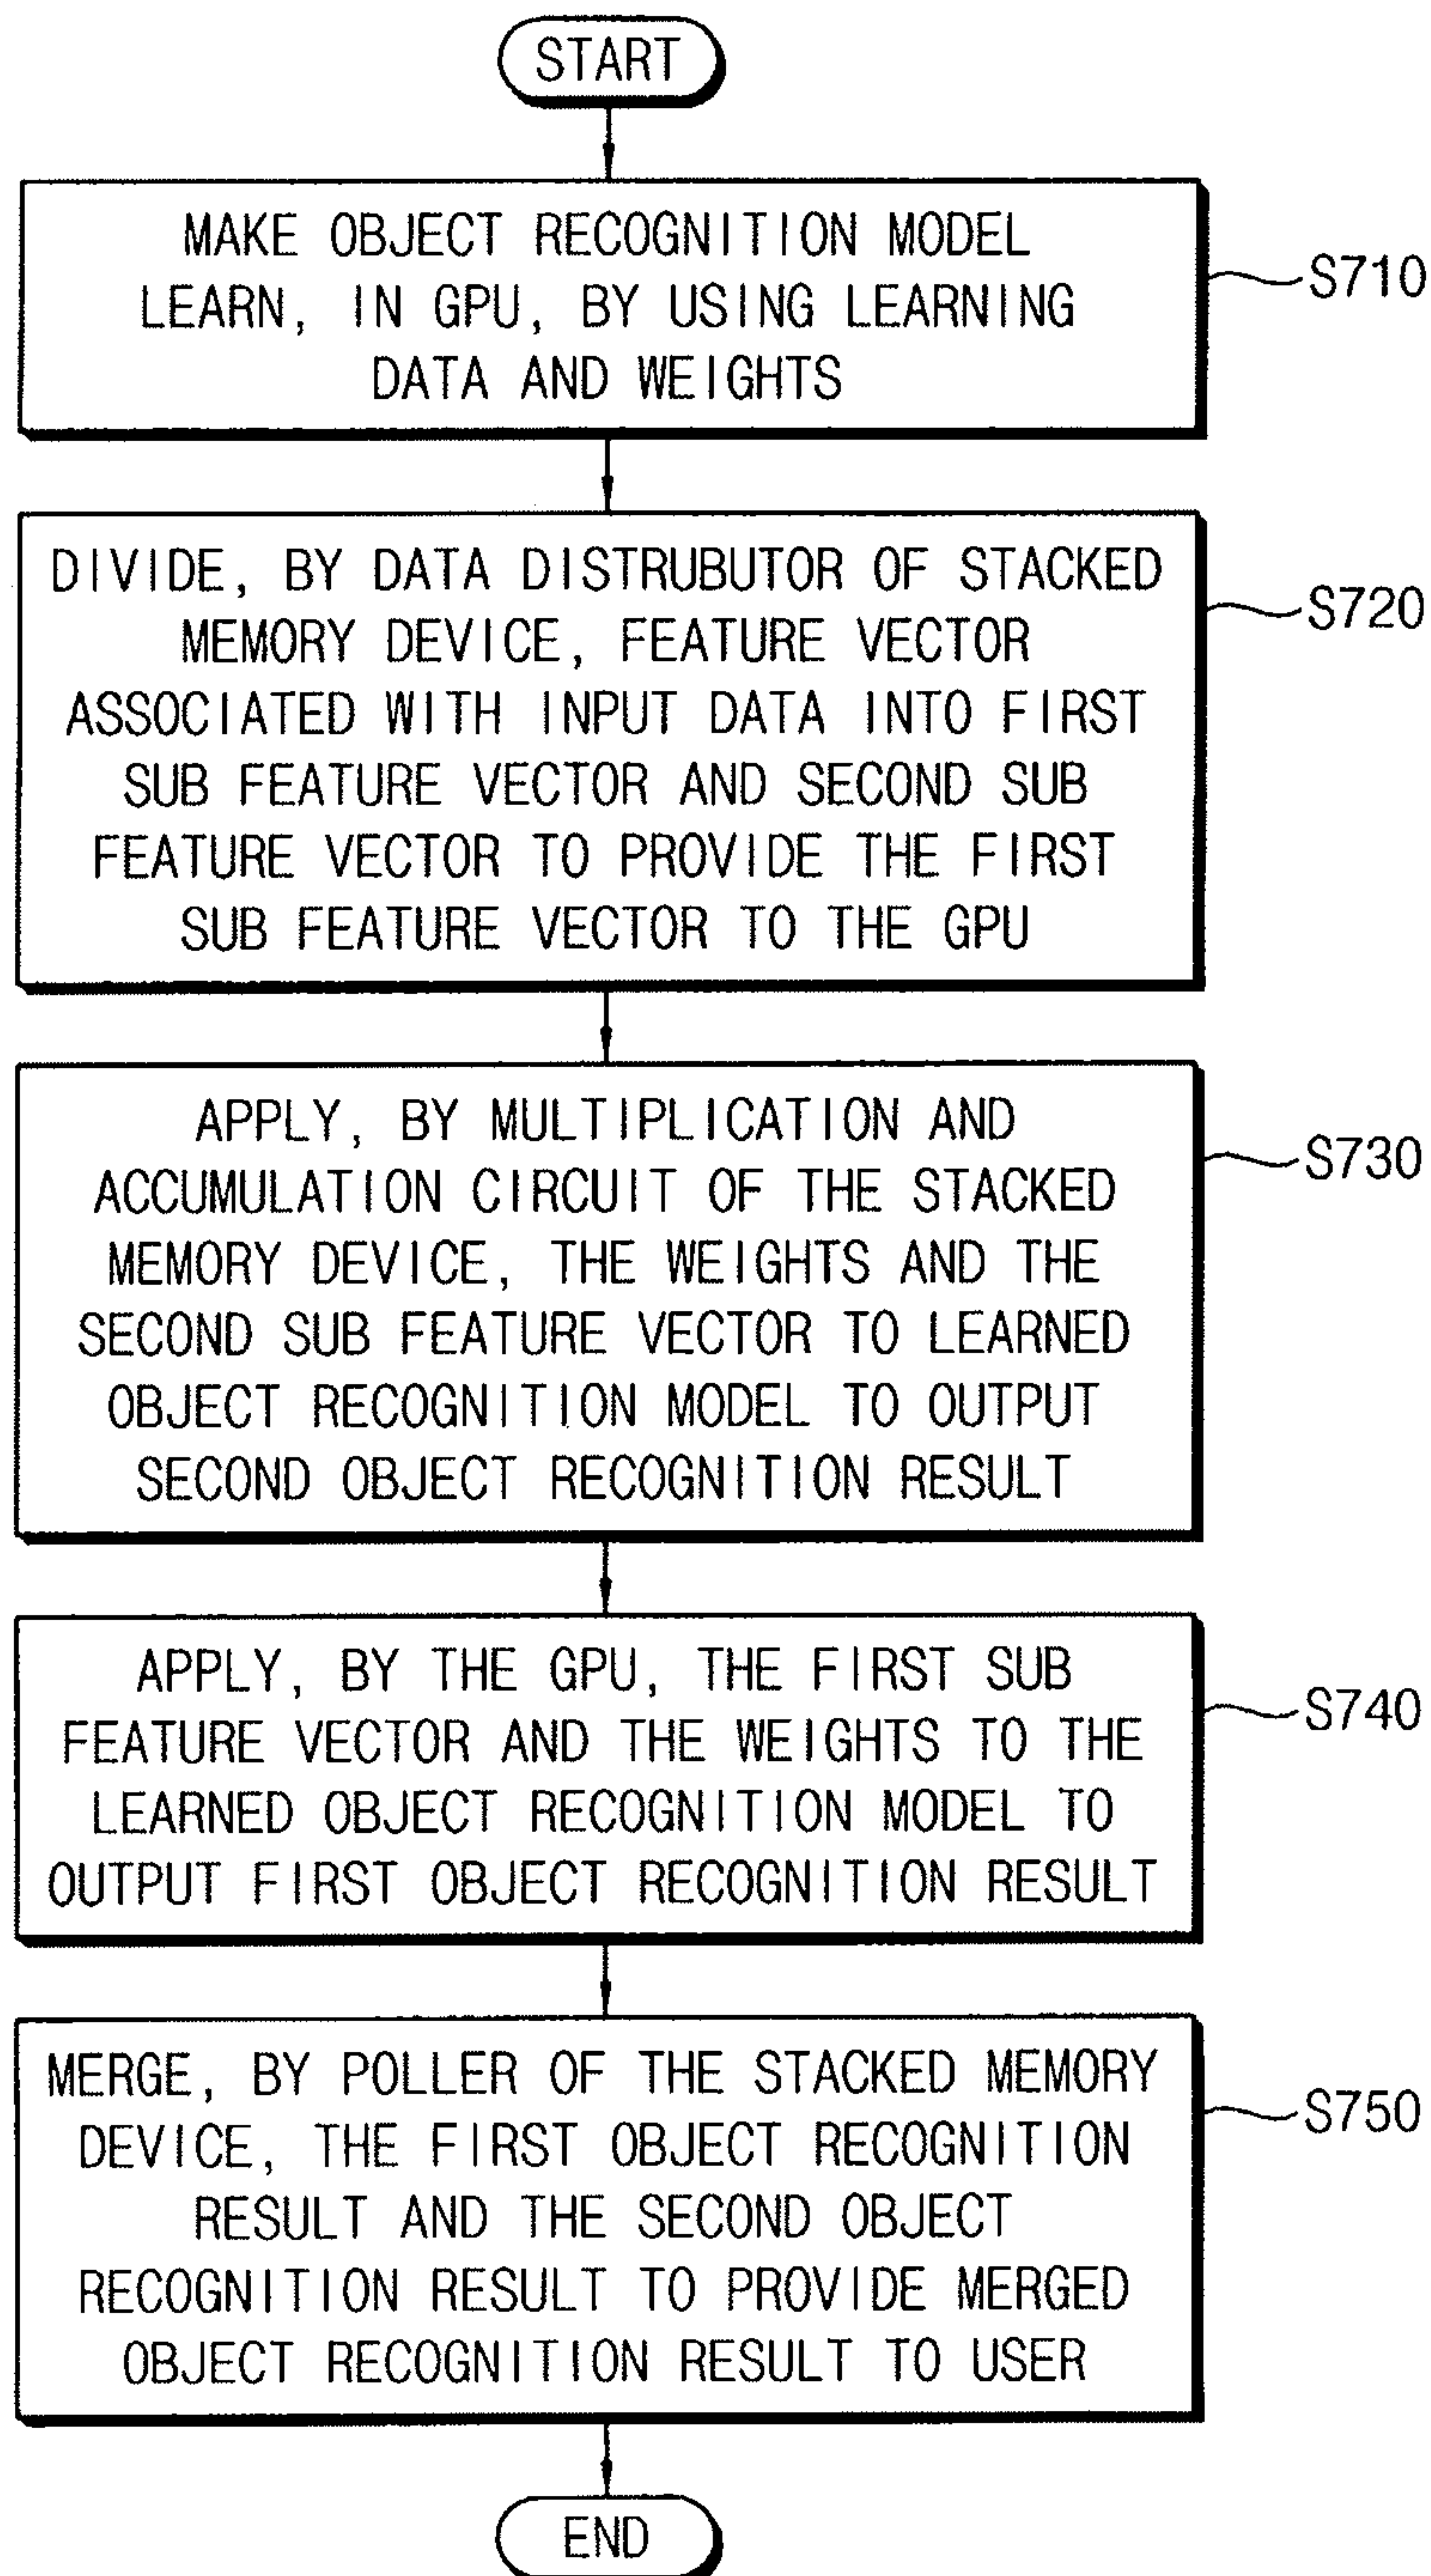 START
MAKE OBJECT RECOGNITION MODEL
LEARN, IN GPU, BY USING LEARNING
DATA AND WEIGHTS
S710
DIVIDE, BY DATA DISTRUBUTOR OF STACKED
MEMORY DEVICE, FEATURE VECTOR
ASSOCIATED WITH INPUT DATA INTO FIRST
SUB FEATURE VECTOR AND SECOND SUB
FEATURE VECTOR TO PROVIDE THE FIRST
SUB FEATURE VECTOR TO THE GPU
S720
APPLY, BY MULTIPLICATION AND
ACCUMULATION CIRCUIT OF THE STACKED
MEMORY DEVICE, THE WEIGHTS AND THE
SECOND SUB FEATURE VECTOR TO LEARNED
OBJECT RECOGNITION MODEL TO OUTPUT
SECOND OBJECT RECOGNITION RESULT
S730
APPLY, BY THE GPU, THE FIRST SUB
FEATURE VECTOR AND THE WEIGHTS TO THE
LEARNED OBJECT RECOGNITION MODEL TO
OUTPUT FIRST OBJECT RECOGNITION RESULT
S740
MERGE, BY POLLER OF THE STACKED MEMORY
DEVICE, THE FIRST OBJECT RECOGNITION
RESULT AND THE SECOND OBJECT
RECOGNITION RESULT TO PROVIDE MERGED
OBJECT RECOGNITION RESULT TO USER
S750
END